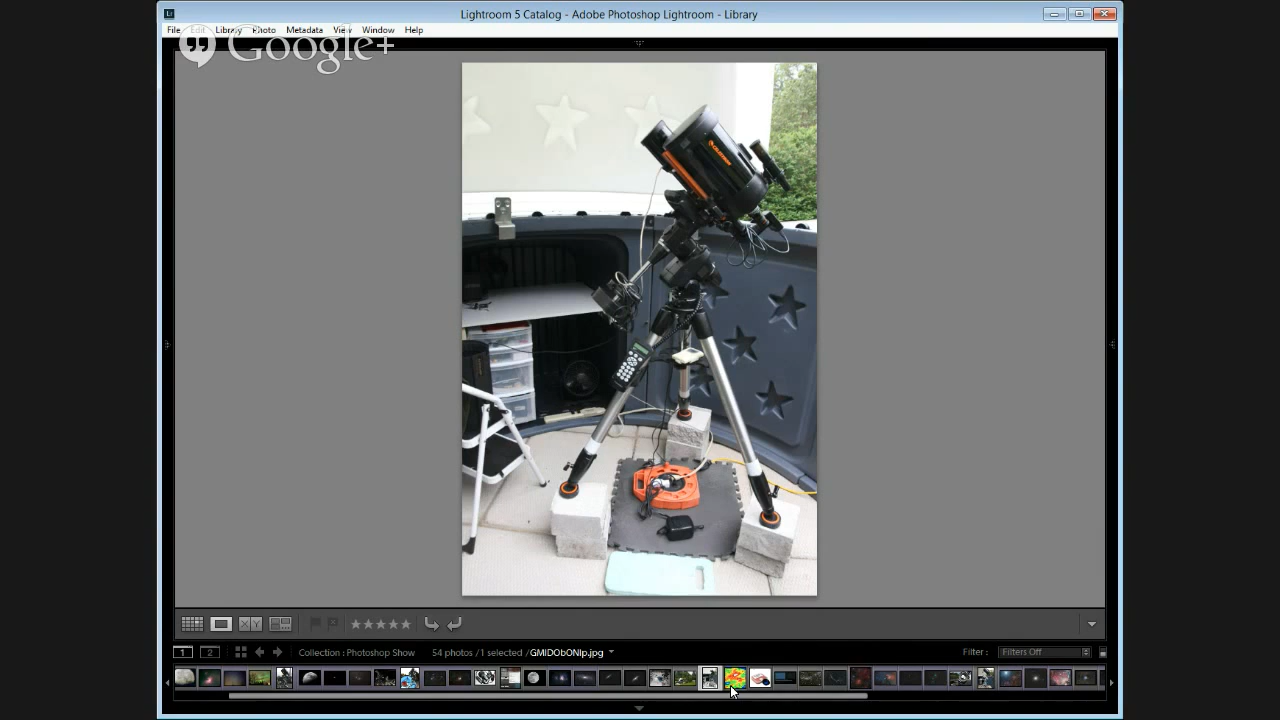 Lightroom 5 Catalog - Adobe Photoshop Lightroom - Library
File Edit Library Photo Metadata View Window Help
Google+
CELESTRON
1 2 Collection : Photoshop Show 54 photos / 1 selected / GMIDObONIp.jpg Filter : Filters Off